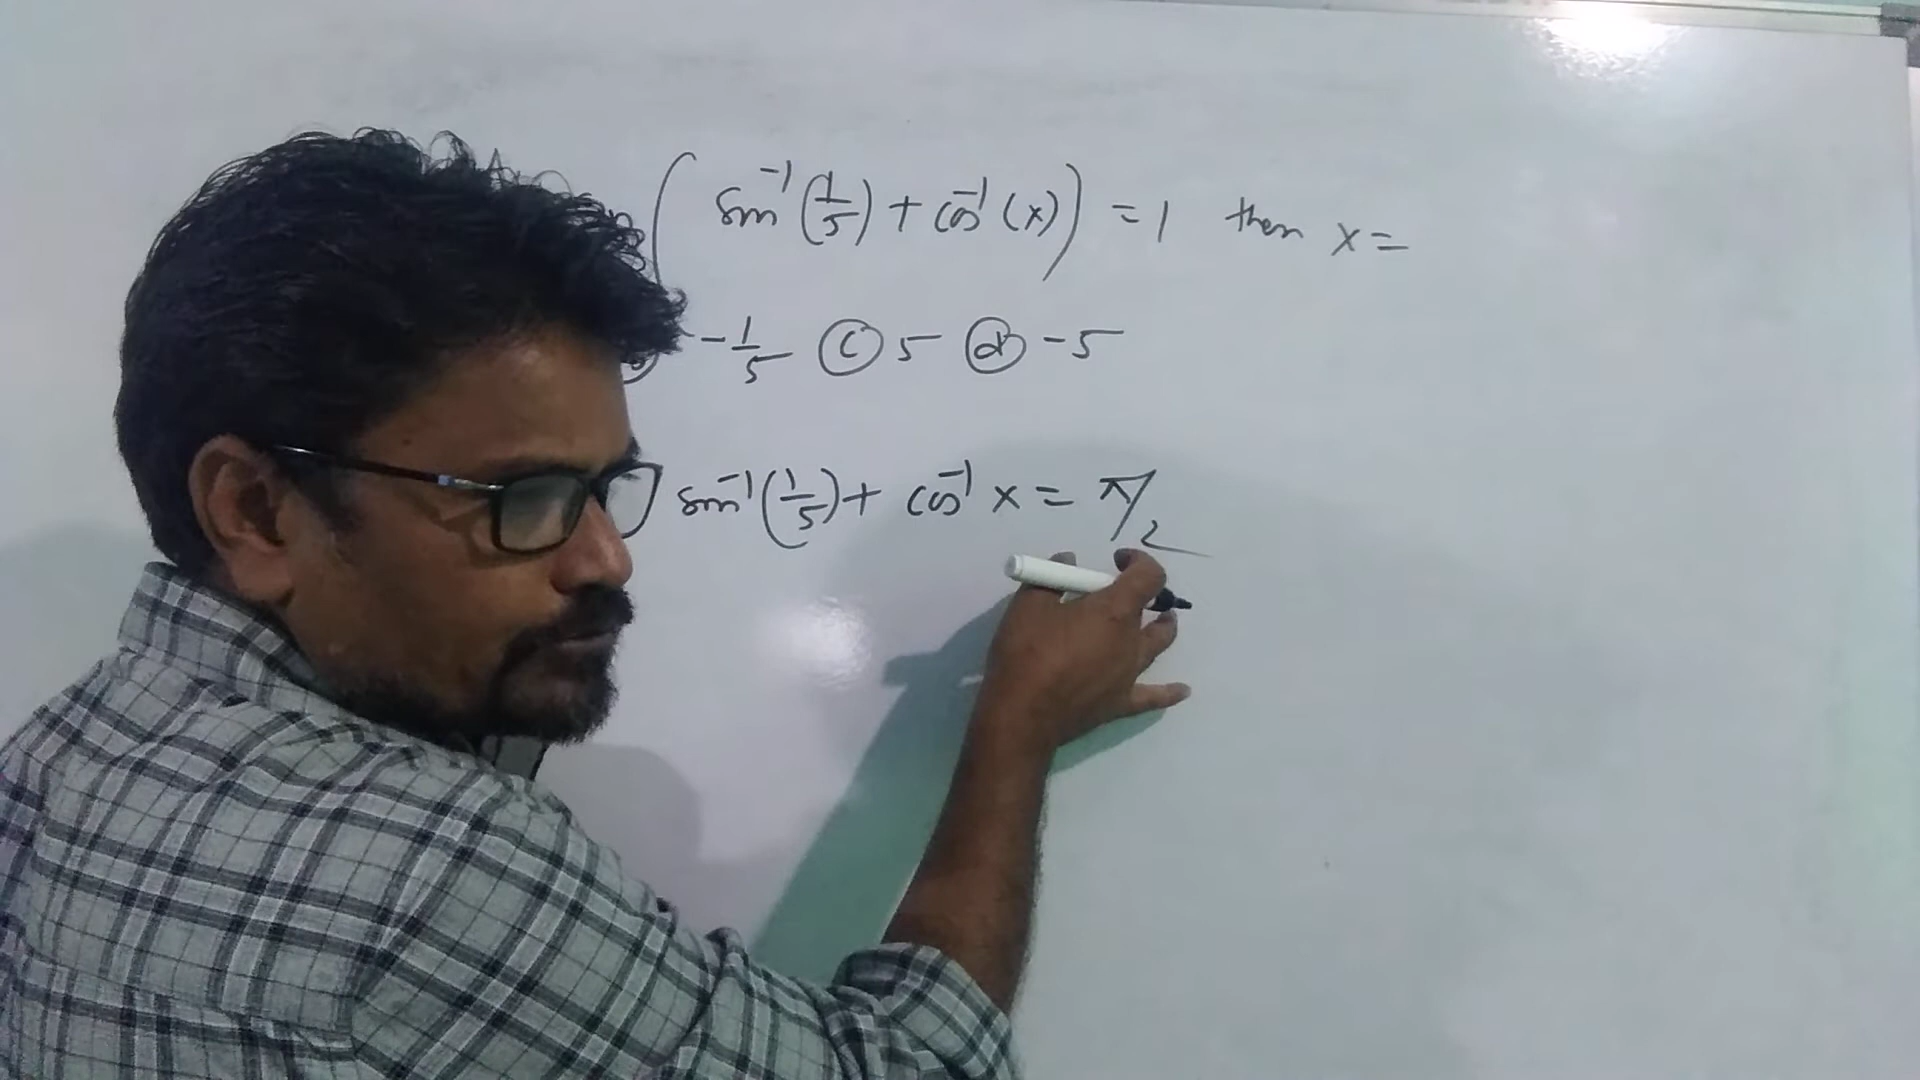 n ( sin⁻¹(1/5) + cos⁻¹(x) ) = 1 then x =
-1/5 (c) 5 (d) -5
sin⁻¹(1/5) + cos⁻¹ x = π/2